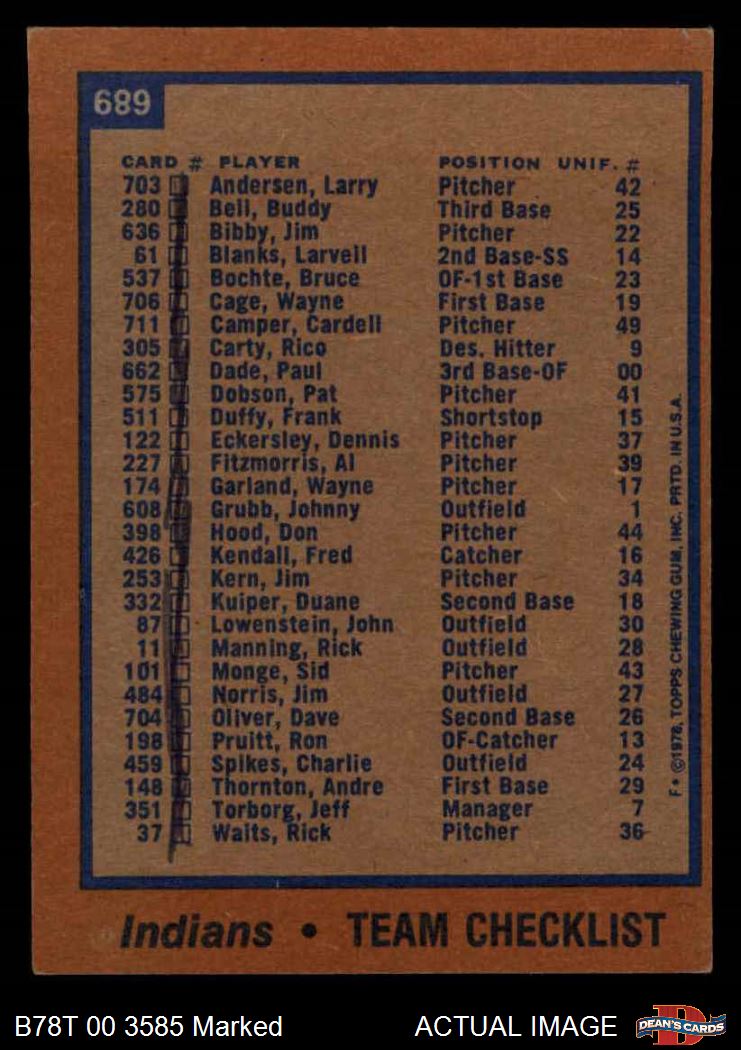 689
CARD # PLAYER POSITION UNIF. #
703 Andersen, Larry Pitcher 42
280 Bell, Buddy Third Base 25
636 Bibby, Jim Pitcher 22
61 Blanks, Larvell 2nd Base-SS 14
537 Bochte, Bruce OF-1st Base 23
706 Cage, Wayne First Base 19
711 Camper, Cardell Pitcher 49
305 Carty, Rico Des. Hitter 9
662 Dade, Paul 3rd Base-OF 00
575 Dobson, Pat Pitcher 41
511 Duffy, Frank Shortstop 15
122 Eckersley, Dennis Pitcher 37
227 Fitzmorris, Al Pitcher 39
174 Garland, Wayne Pitcher 17
608 Grubb, Johnny Outfield 1
398 Hood, Don Pitcher 44
426 Kendall, Fred Catcher 16
253 Kern, Jim Pitcher 34
332 Kuiper, Duane Second Base 18
87 Lowenstein, John Outfield 30
11 Manning, Rick Outfield 28
101 Monge, Sid Pitcher 43
484 Norris, Jim Outfield 27
704 Oliver, Dave Second Base 26
198 Pruitt, Ron OF-Catcher 13
459 Spikes, Charlie Outfield 24
148 Thornton, Andre First Base 29
351 Torborg, Jeff Manager 7
37 Waits, Rick Pitcher 36
F* ©1978, TOPPS CHEWING GUM, INC. PRTD. IN U.S.A.
Indians • TEAM CHECKLIST
B78T 00 3585 Marked ACTUAL IMAGE DEAN'S CARDS